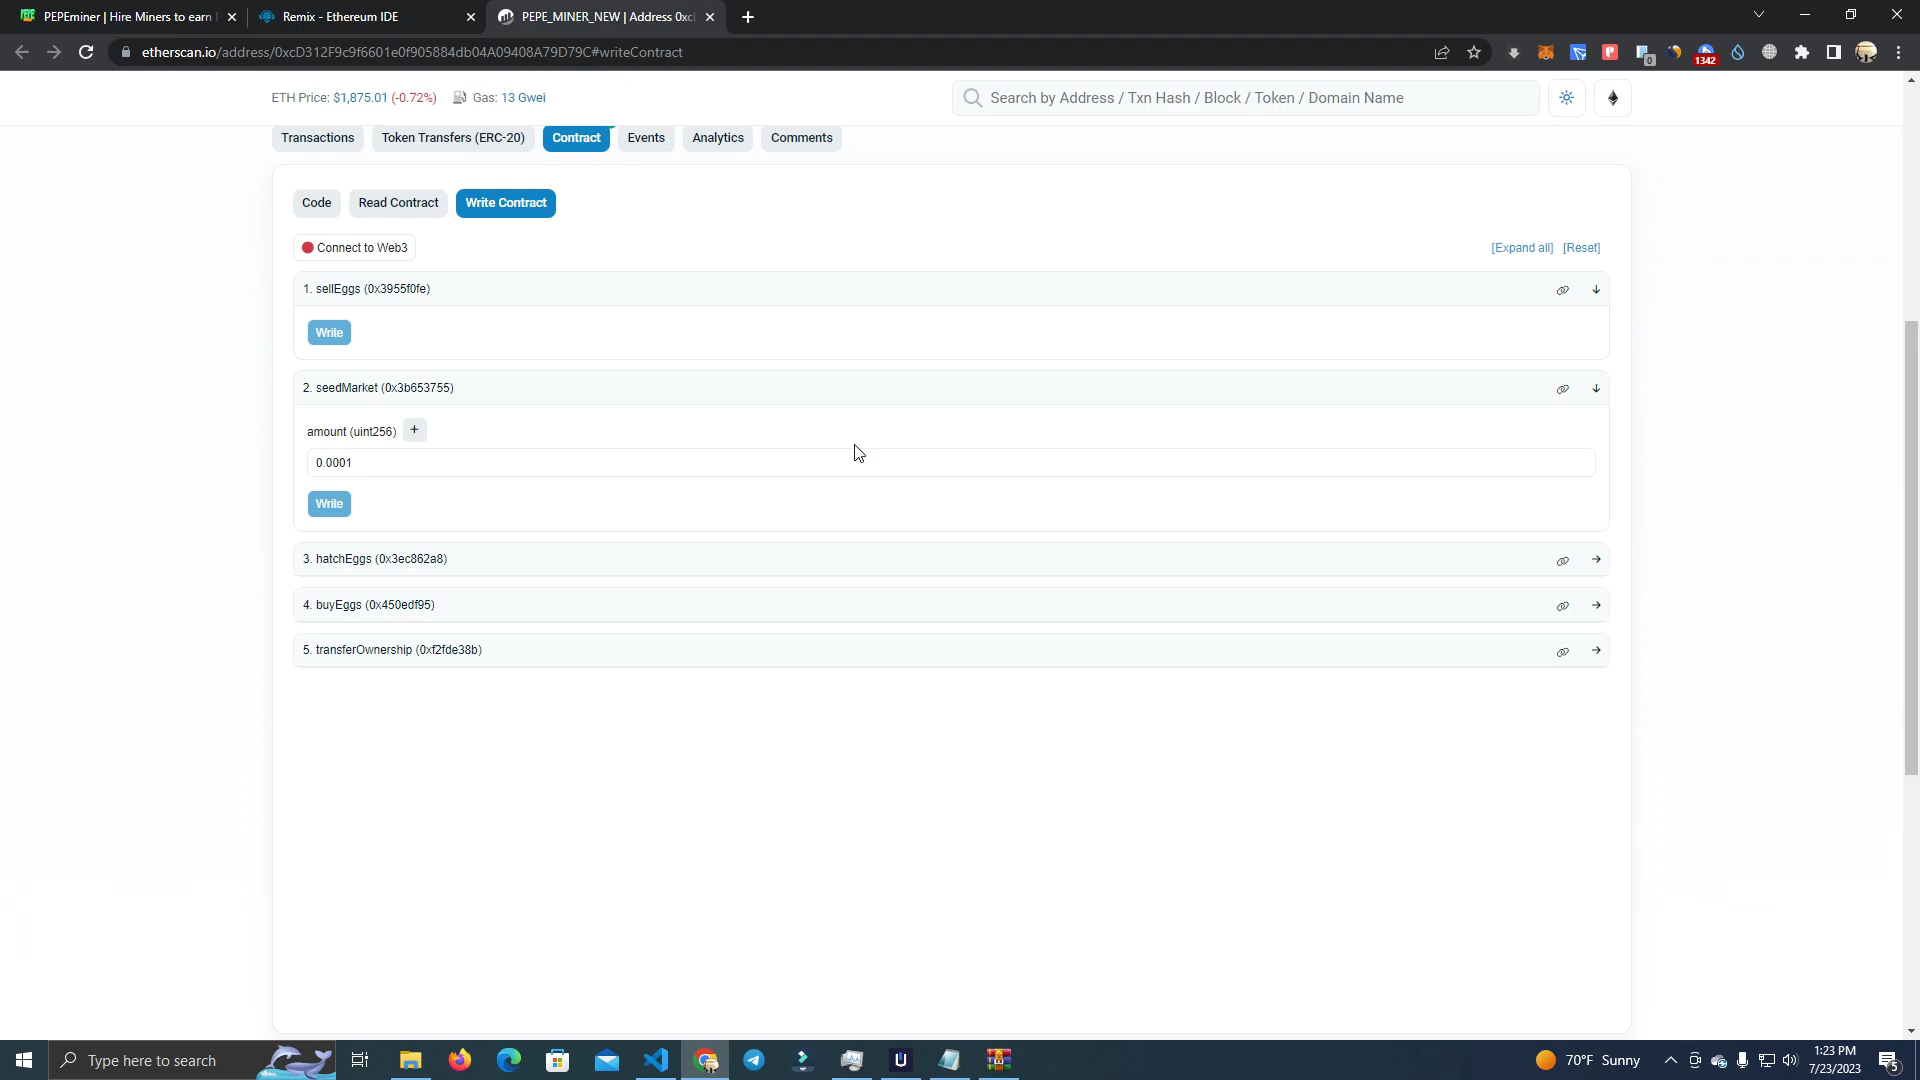 PEPEminer | Hire Miners to earn
Remix - Ethereum IDE
PEPE_MINER_NEW | Address 0xc
etherscan.io/address/0xcD312F9c9f6601e0f905884db04A09408A79D79C#writeContract
0
1342
ETH Price: $1,875.01 (-0.72%)
Gas: 13 Gwei
Search by Address / Txn Hash / Block / Token / Domain Name
Transactions
Token Transfers (ERC-20)
Contract
Events
Analytics
Comments
Code
Read Contract
Write Contract
Connect to Web3
[Expand all]
[Reset]
1. sellEggs (0x3955f0fe)
Write
2. seedMarket (0x3b653755)
amount (uint256)
+
0.0001
Write
3. hatchEggs (0x3ec862a8)
4. buyEggs (0x450edf95)
5. transferOwnership (0xf2fde38b)
Type here to search
70°F Sunny
1:23 PM
7/23/2023
5